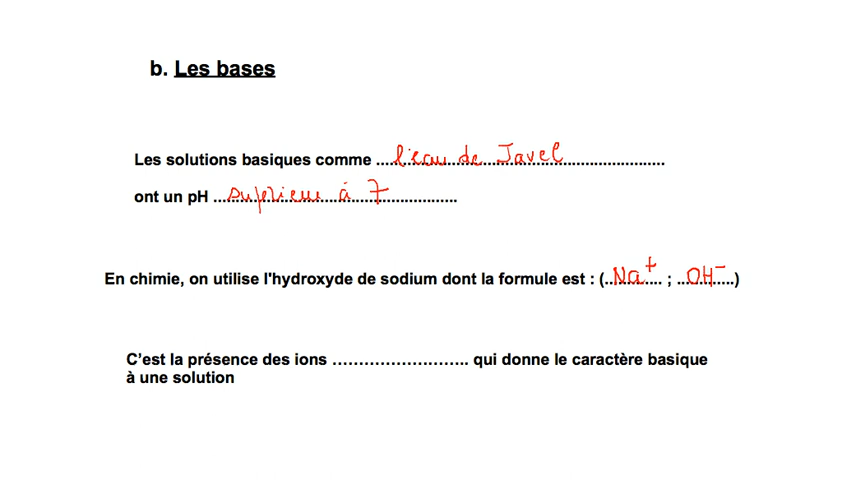 b. Les bases
Les solutions basiques comme ....l'eau de Javel....................
ont un pH ....suprieur à 7....................
En chimie, on utilise l'hydroxyde de sodium dont la formule est : (..Na⁺.. ; ..OH⁻..)
C'est la présence des ions .......................... qui donne le caractère basique
à une solution